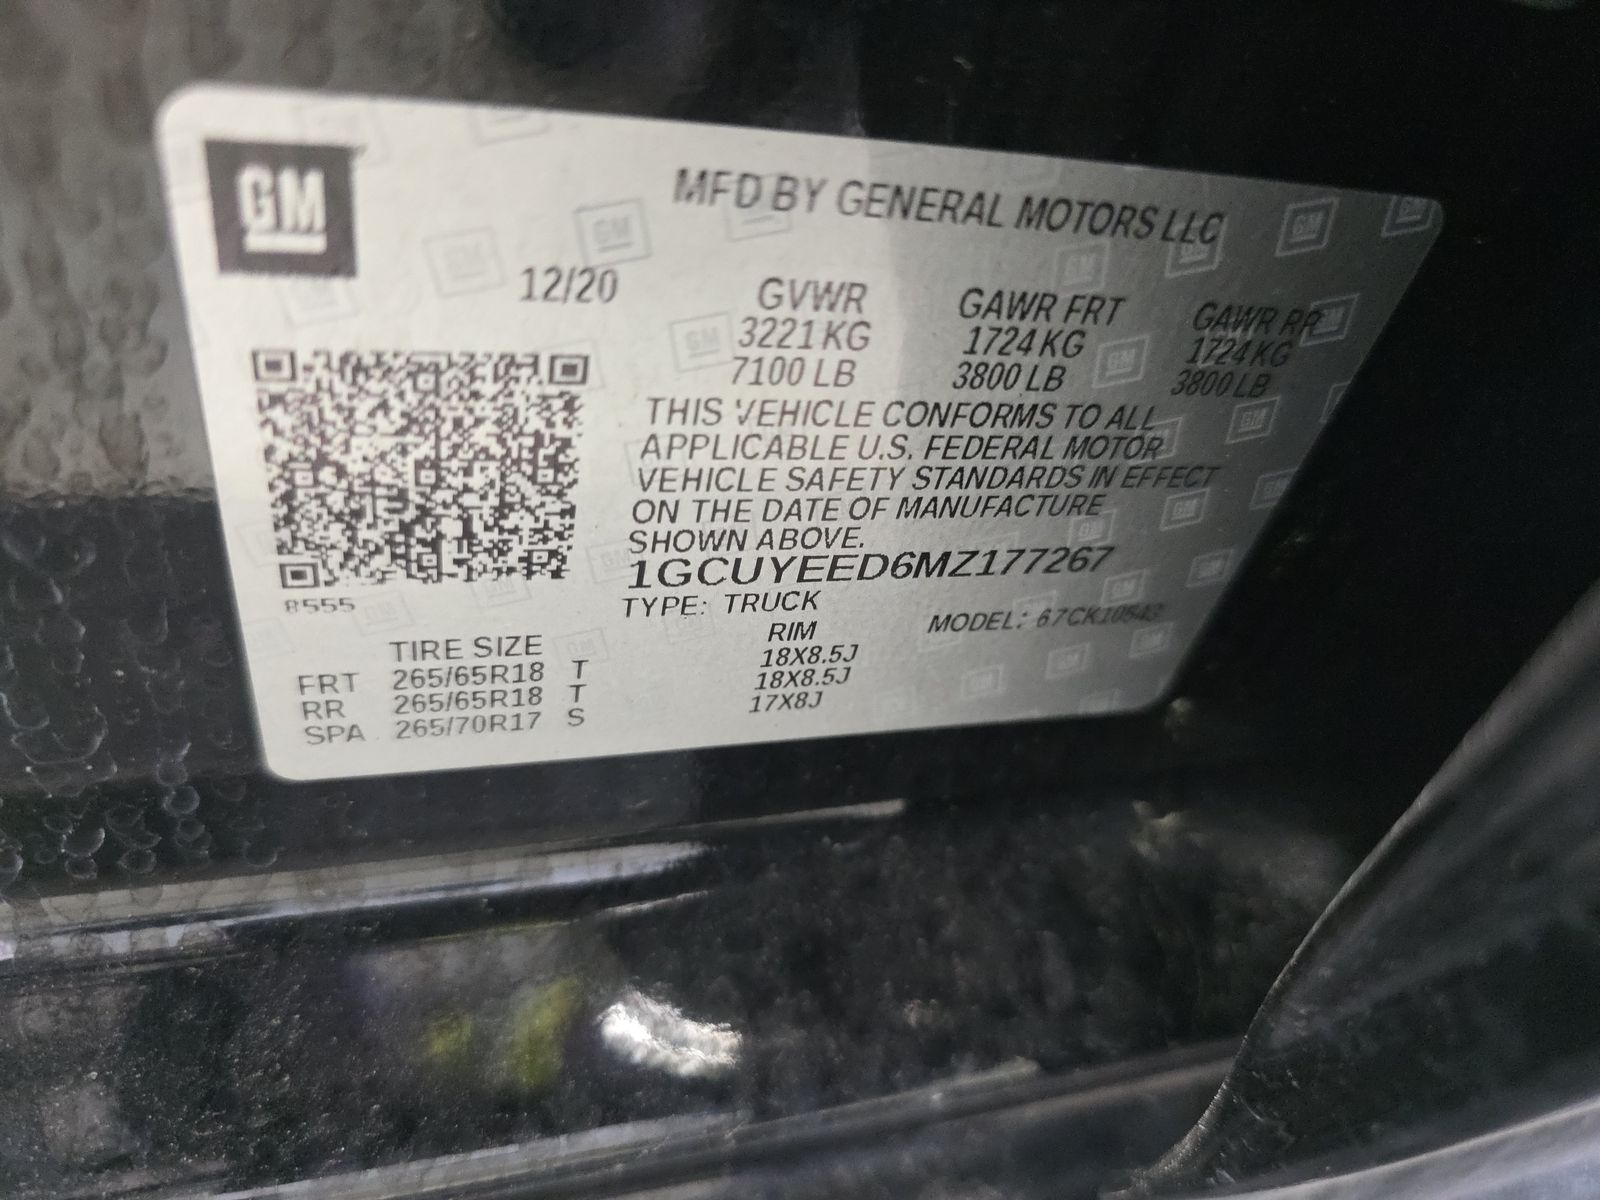 GM
MFD BY GENERAL MOTORS LLC
12/20
GVWR GAWR FRT GAWR RR
3221 KG 1724 KG 1724 KG
7100 LB 3800 LB 3800 LB
THIS VEHICLE CONFORMS TO ALL
APPLICABLE U.S. FEDERAL MOTOR
VEHICLE SAFETY STANDARDS IN EFFECT
ON THE DATE OF MANUFACTURE
SHOWN ABOVE.
1GCUYEED6MZ177267
8555
TYPE: TRUCK
MODEL: 67CK10543
TIRE SIZE RIM
FRT 265/65R18 T 18X8.5J
RR 265/65R18 T 18X8.5J
SPA 265/70R17 S 17X8J